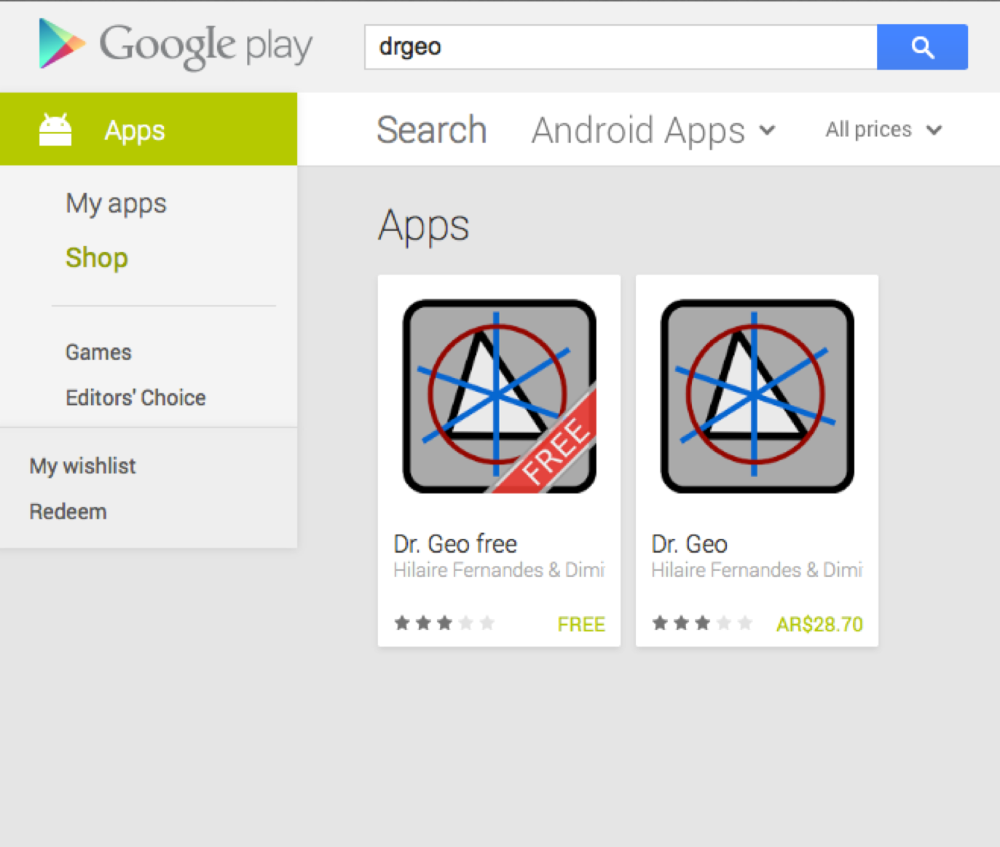 Google play
drgeo
Apps
Search
Android Apps
All prices
My apps
Shop
Games
Editors' Choice
My wishlist
Redeem
Apps
FREE
Dr. Geo free
Hilaire Fernandes & Dimi
FREE
Dr. Geo
Hilaire Fernandes & Dimi
AR$28.70